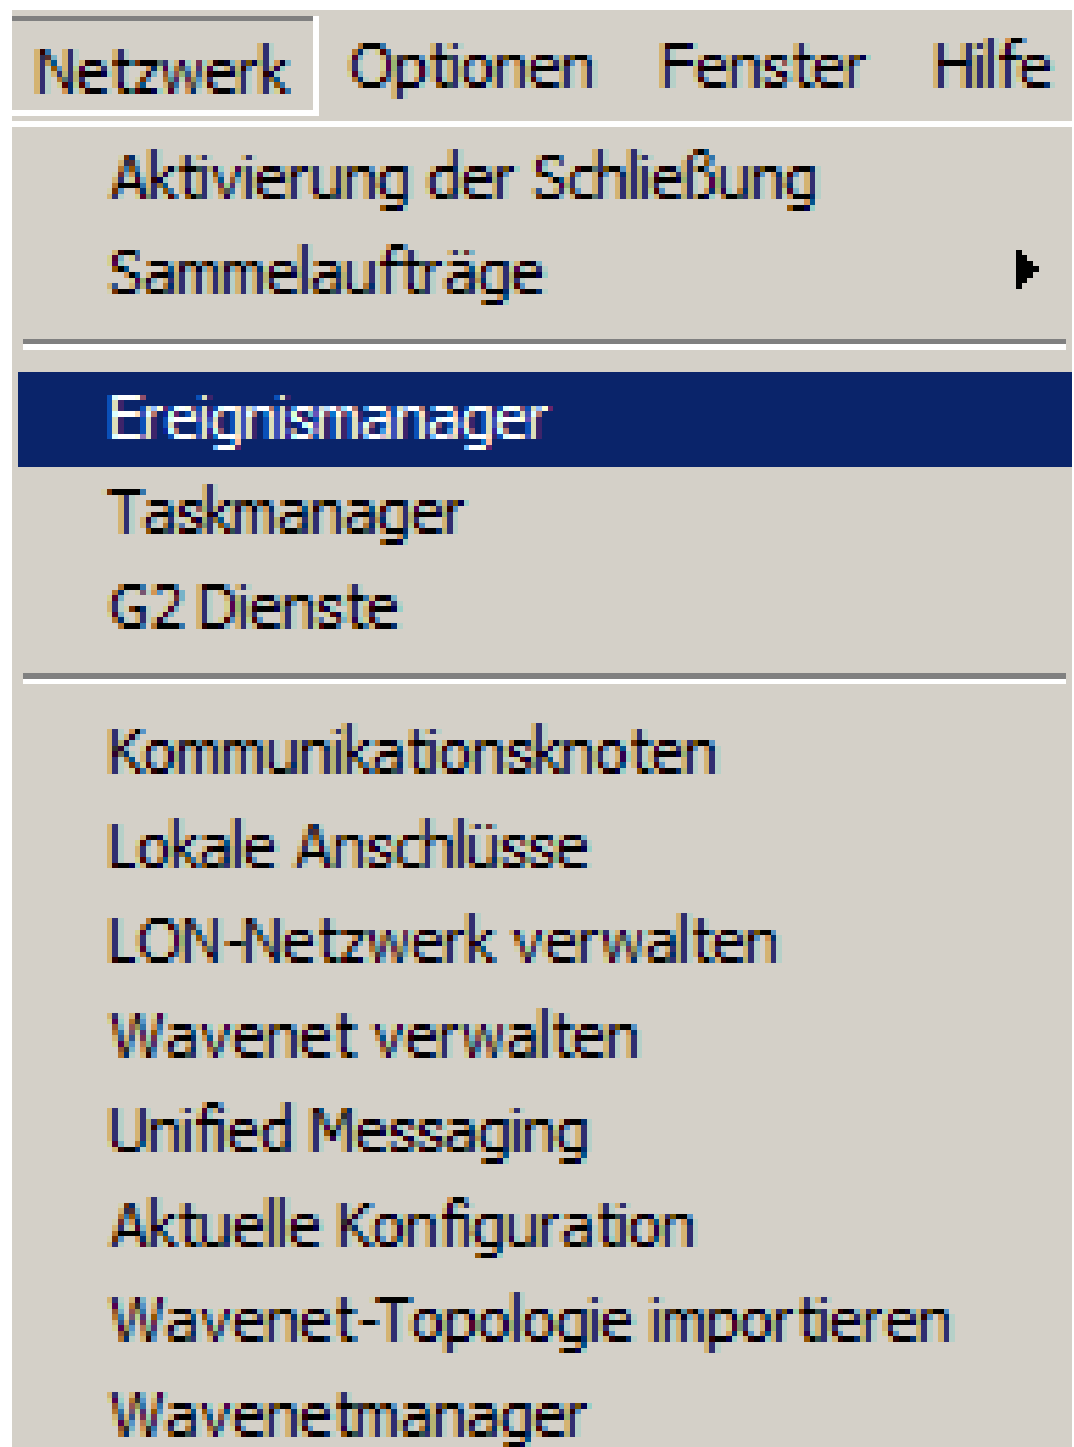 Netzwerk Optionen Fenster Hilfe
Aktivierung der Schließung
Sammelaufträge
Ereignismanager
Taskmanager
G2 Dienste
Kommunikationsknoten
Lokale Anschlüsse
LON-Netzwerk verwalten
Wavenet verwalten
Unified Messaging
Aktuelle Konfiguration
Wavenet-Topologie importieren
Wavenetmanager